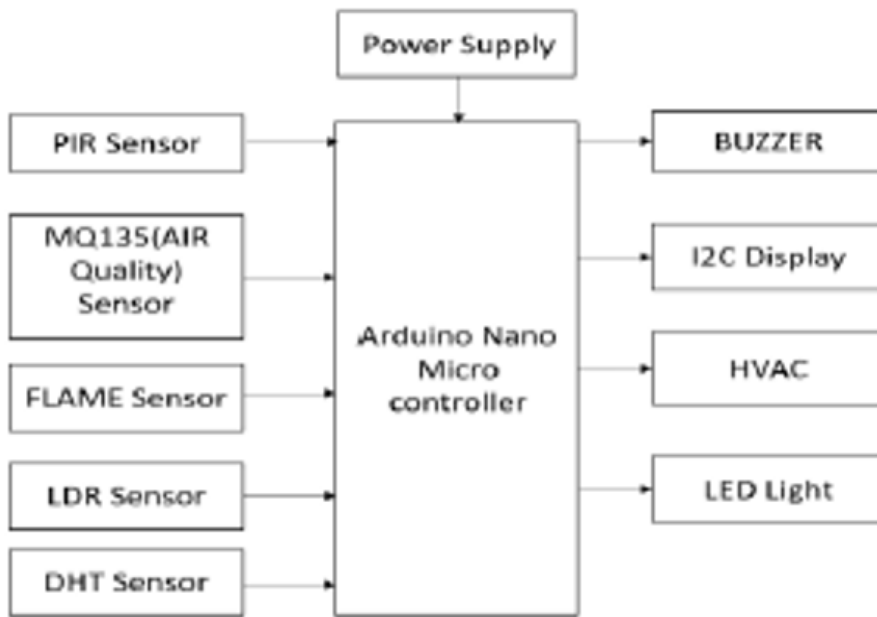 Power Supply
PIR Sensor
MQ135(AIR
Quality)
Sensor
FLAME Sensor
LDR Sensor
DHT Sensor
Arduino Nano
Micro
controller
BUZZER
I2C Display
HVAC
LED Light